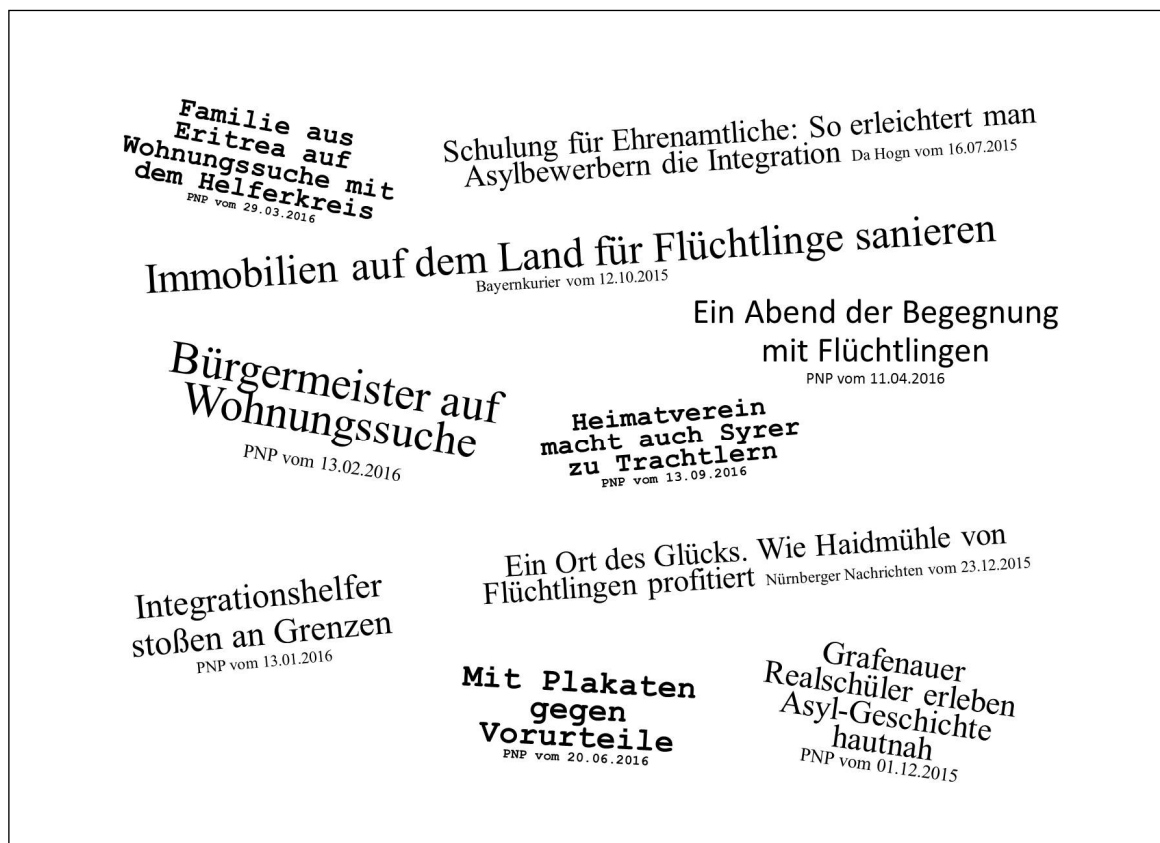 Familie aus
Eritrea auf
Wohnungssuche mit
dem Helferkreis
PNP vom 29.03.2016
Schulung für Ehrenamtliche: So erleichtert man
Asylbewerbern die Integration Da Hogn vom 16.07.2015
Immobilien auf dem Land für Flüchtlinge sanieren
Bayernkurier vom 12.10.2015
Ein Abend der Begegnung
mit Flüchtlingen
PNP vom 11.04.2016
Bürgermeister auf
Wohnungssuche
PNP vom 13.02.2016
Heimatverein
macht auch Syrer
zu Trachtlern
PNP vom 13.09.2016
Ein Ort des Glücks. Wie Haidmühle von
Flüchtlingen profitiert Nürnberger Nachrichten vom 23.12.2015
Integrationshelfer
stoßen an Grenzen
PNP vom 13.01.2016
Mit Plakaten
gegen
Vorurteile
PNP vom 20.06.2016
Grafenauer
Realschüler erleben
Asyl-Geschichte
hautnah
PNP vom 01.12.2015